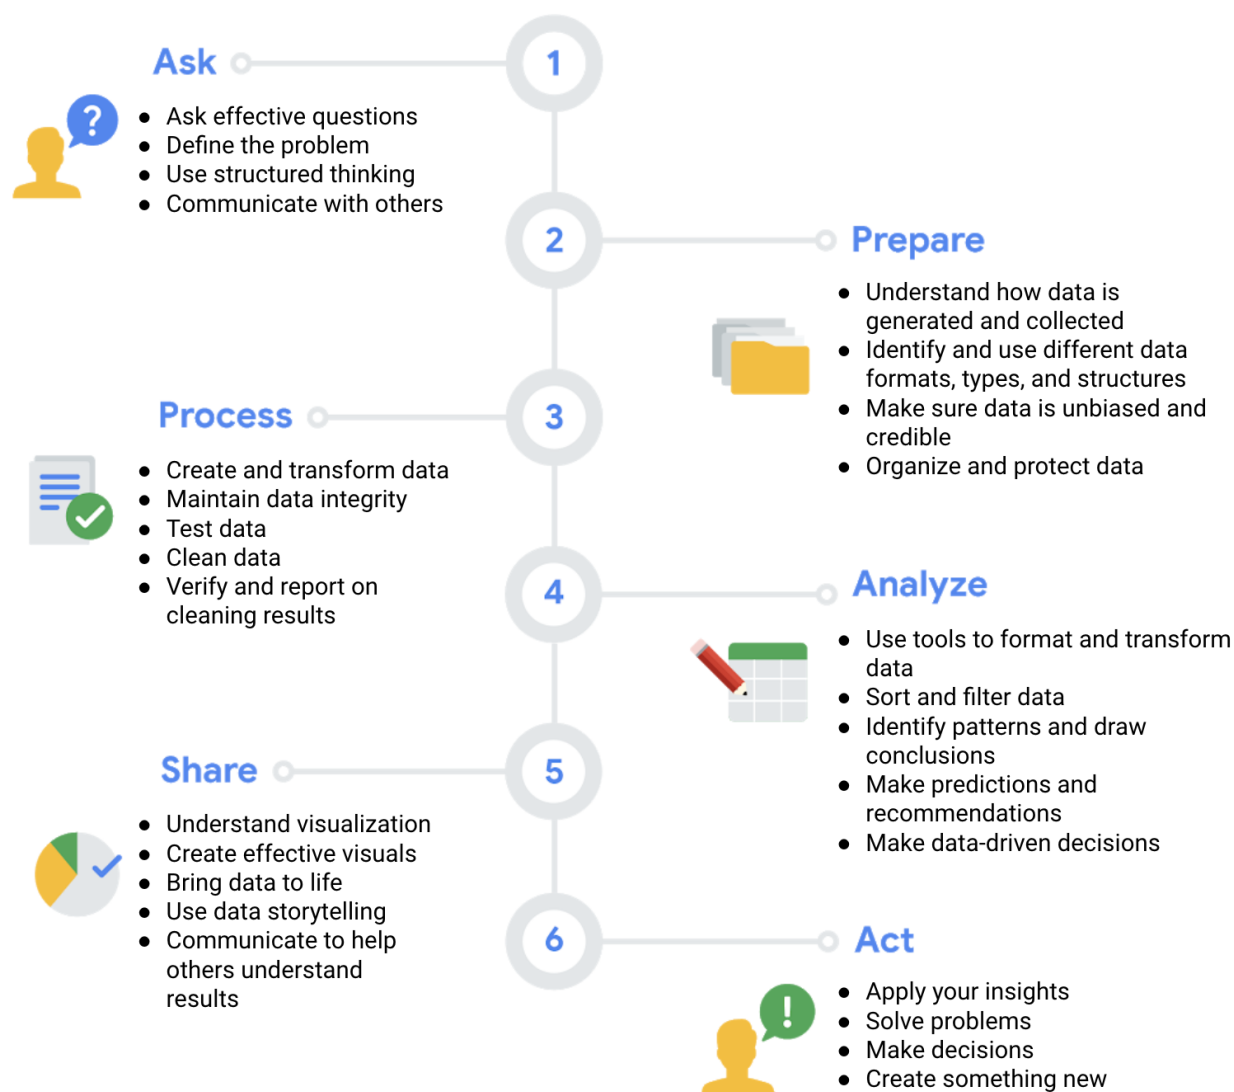 Ask
1
● Ask effective questions
● Define the problem
● Use structured thinking
● Communicate with others
?
2
Prepare
● Understand how data is
generated and collected
● Identify and use different data
formats, types, and structures
● Make sure data is unbiased and
credible
● Organize and protect data
Process
3
● Create and transform data
● Maintain data integrity
● Test data
● Clean data
● Verify and report on
cleaning results
4
Analyze
● Use tools to format and transform
data
● Sort and filter data
● Identify patterns and draw
conclusions
● Make predictions and
recommendations
● Make data-driven decisions
Share
5
● Understand visualization
● Create effective visuals
● Bring data to life
● Use data storytelling
● Communicate to help
others understand
results
6
Act
!
● Apply your insights
● Solve problems
● Make decisions
● Create something new